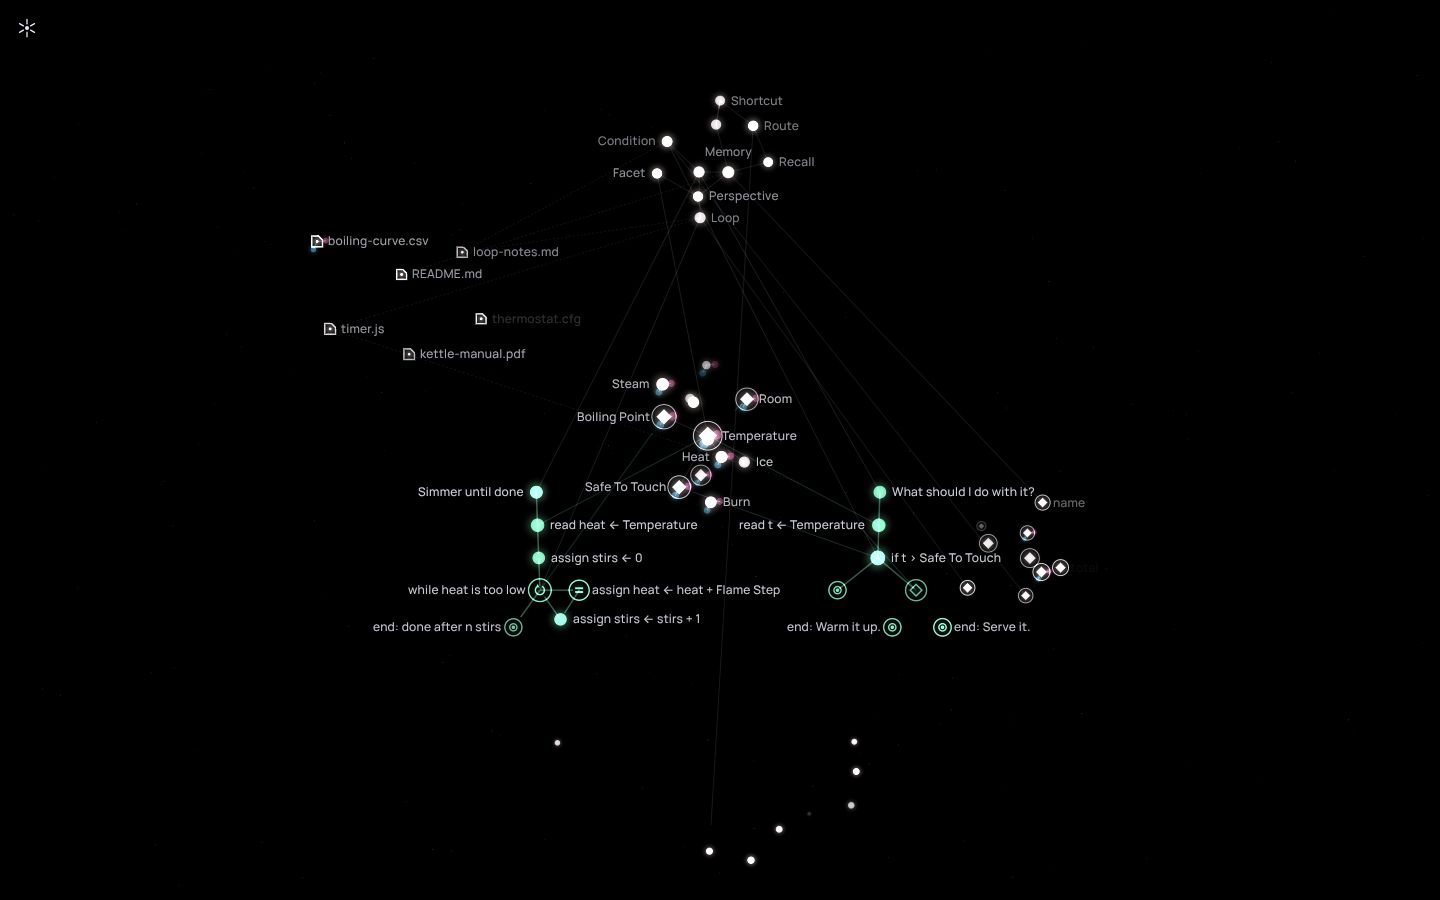 Shortcut
Route
Condition
Memory
Recall
Facet
Perspective
Loop
boiling-curve.csv
loop-notes.md
README.md
thermostat.cfg
timer.js
kettle-manual.pdf
Steam
Room
Boiling Point
Temperature
Heat
Ice
Safe To Touch
Burn
Simmer until done
What should I do with it?
name
read heat ← Temperature
read t ← Temperature
assign stirs ← 0
if t > Safe To Touch
total
while heat is too low
assign heat ← heat + Flame Step
assign stirs ← stirs + 1
end: done after n stirs
end: Warm it up.
end: Serve it.